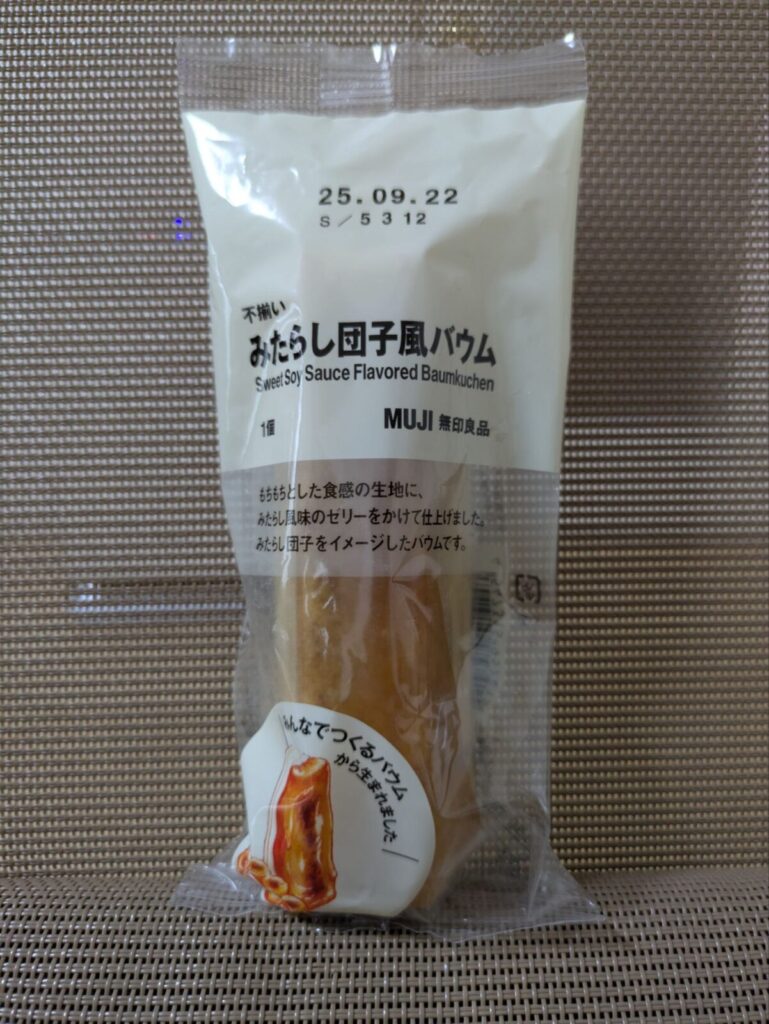 25.09.22
S/5312
不揃い
みたらし団子風バウム
Sweet Soy Sauce Flavored Baumkuchen
1個
MUJI 無印良品
もちもちとした食感の生地に、
みたらし風味のゼリーをかけて仕上げました。
みたらし団子をイメージしたバウムです。
みんなでつくるバウム
から生まれました